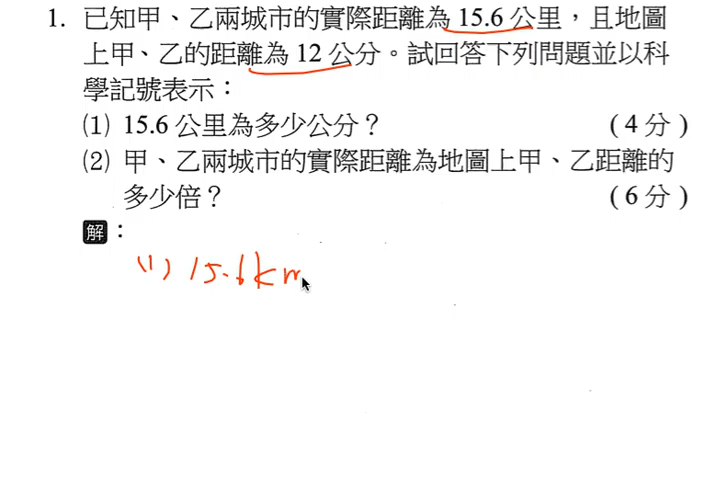 1. 已知甲、乙兩城市的實際距離為 15.6 公里，且地圖
上甲、乙的距離為 12 公分。試回答下列問題並以科
學記號表示：
(1) 15.6 公里為多少公分？ ( 4 分 )
(2) 甲、乙兩城市的實際距離為地圖上甲、乙距離的
多少倍？ ( 6 分 )
解：
(1) 15.6km